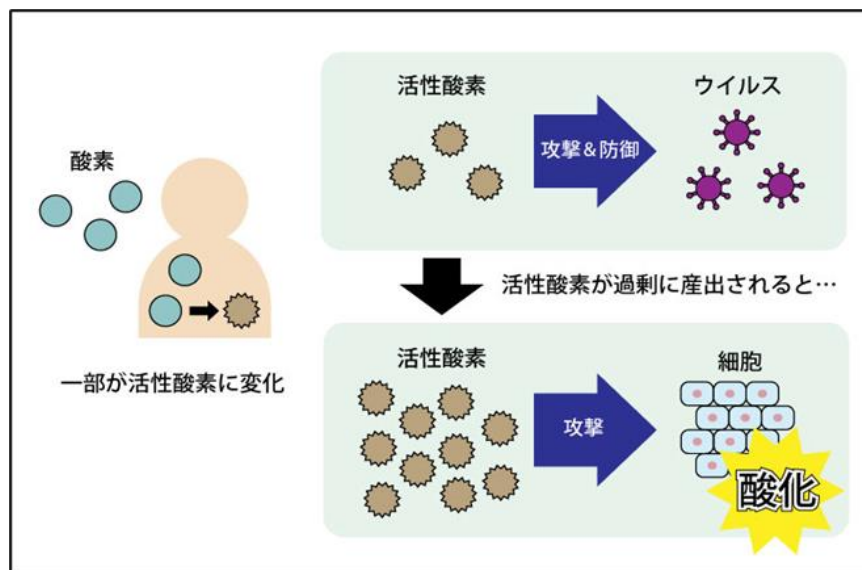 酸素
一部が活性酸素に変化
活性酸素
攻撃&防御
ウイルス
活性酸素が過剰に産出されると…
活性酸素
攻撃
細胞
酸化